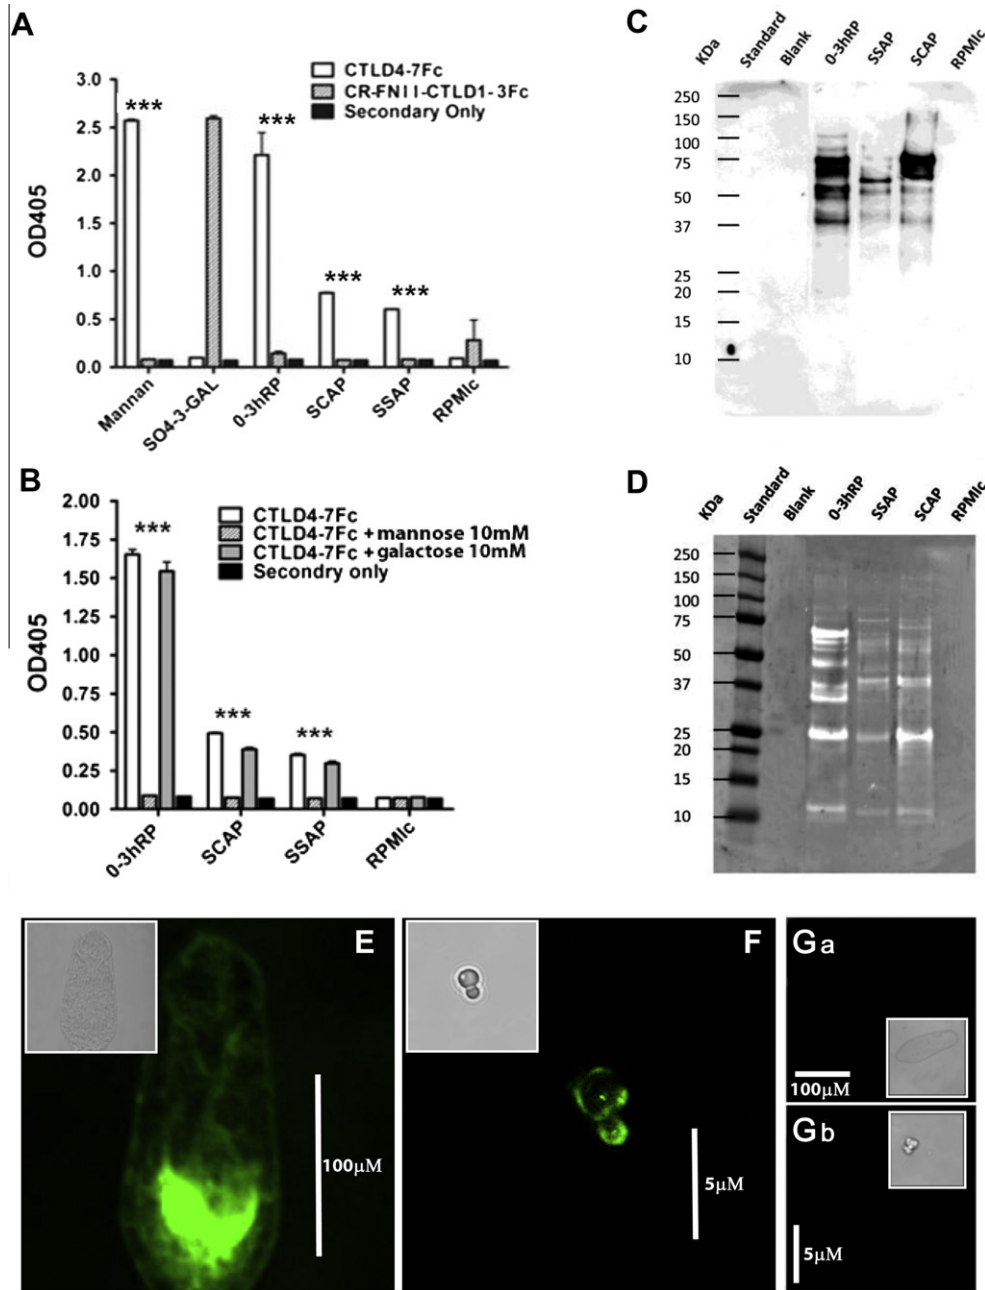 A
CTLD4-7Fc
CR-FNII-CTLD1-3Fc
Secondary Only
3.0
2.5
2.0
1.5
1.0
0.5
0.0
OD405
***
***
***
***
Mannan
SO4-3-GAL
0-3hRP
SCAP
SSAP
RPMIc
B
CTLD4-7Fc
CTLD4-7Fc + mannose 10mM
CTLD4-7Fc + galactose 10mM
Secondry only
2.00
1.75
1.50
1.25
1.00
0.75
0.50
0.25
0.00
OD405
***
***
***
0-3hRP
SCAP
SSAP
RPMIc
C
KDa
Standard
Blank
0-3hRP
SSAP
SCAP
RPMIc
250
150
100
75
50
37
25
20
15
10
D
KDa
Standard
Blank
0-3hRP
SSAP
SCAP
RPMIc
250
150
100
75
50
37
25
20
15
10
E
100µM
F
5µM
Ga
100µM
Gb
5µM